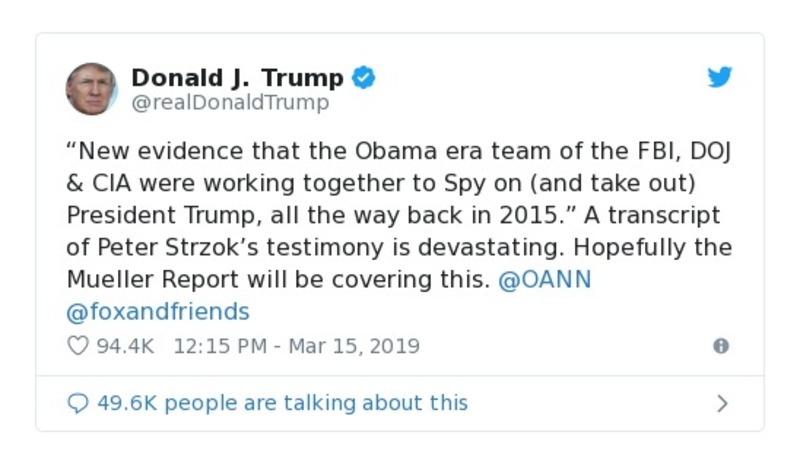 Donald J. Trump
@realDonaldTrump
“New evidence that the Obama era team of the FBI, DOJ
& CIA were working together to Spy on (and take out)
President Trump, all the way back in 2015.” A transcript
of Peter Strzok’s testimony is devastating. Hopefully the
Mueller Report will be covering this. @OANN
@foxandfriends
94.4K 12:15 PM - Mar 15, 2019
49.6K people are talking about this